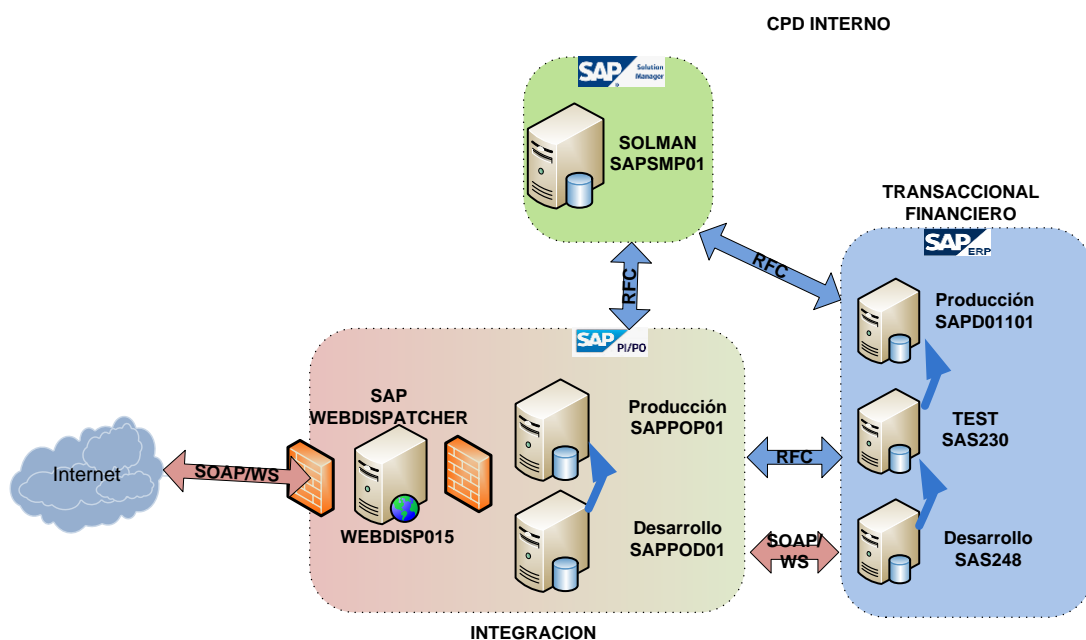 CPD INTERNO
SAP
Solution
Manager
SOLMAN
SAPSMP01
TRANSACCIONAL
FINANCIERO
SAP
ERP
RFC
RFC
Producción
SAPD01101
SAP
PI/PO
SAP
WEBDISPATCHER
Producción
SAPPOP01
TEST
SAS230
RFC
Internet
SOAP/WS
WEBDISP015
Desarrollo
SAPPOD01
SOAP/
WS
Desarrollo
SAS248
INTEGRACION